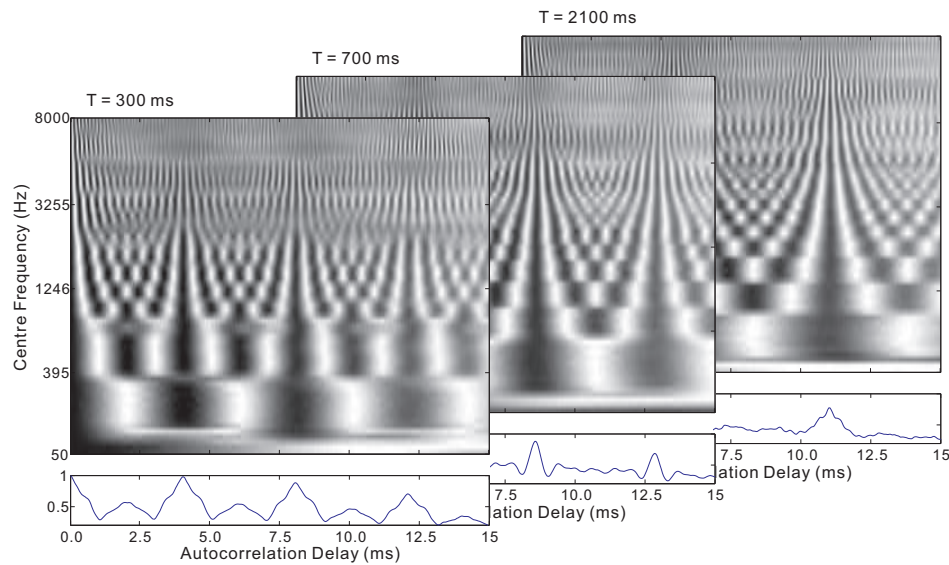 T = 2100 ms
T = 700 ms
T = 300 ms
8000
3255
1246
395
50
Centre Frequency (Hz)
1
0.5
0.0 2.5 5.0 7.5 10.0 12.5 15
Autocorrelation Delay (ms)
7.5 10.0 12.5 15
lation Delay (ms)
7.5 10.0 12.5 15
lation Delay (ms)